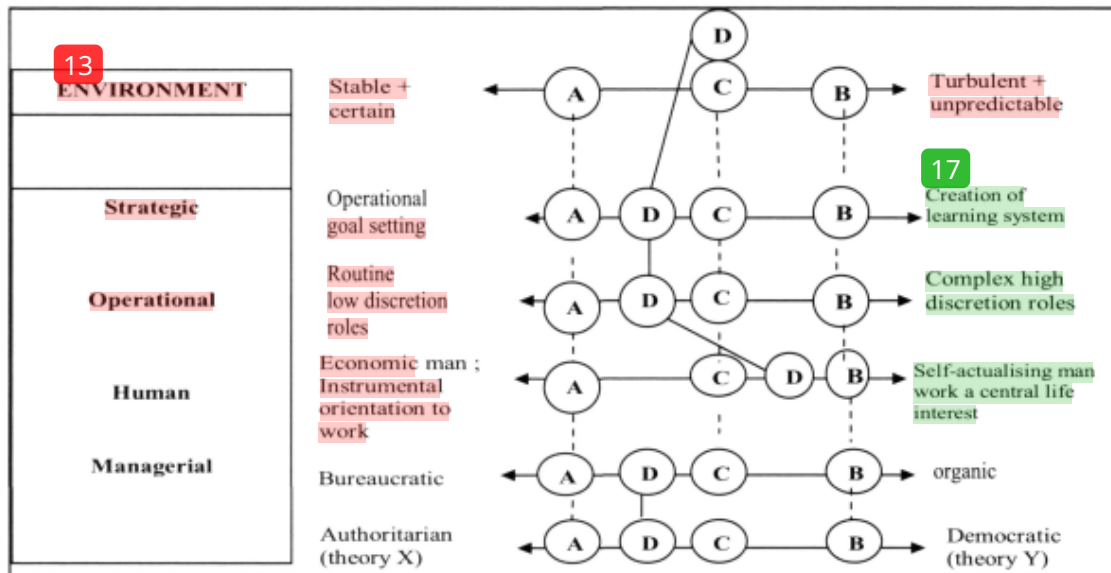 D
13
ENVIRONMENT
Stable +
certain
A
C
B
Turbulent +
unpredictable
17
Strategic
Operational
goal setting
A
D
C
B
Creation of
learning system
Operational
Routine
low discretion
roles
A
D
C
B
Complex high
discretion roles
Human
Economic man ;
Instrumental
orientation to
work
A
C
D
B
Self-actualising man
work a central life
interest
Managerial
Bureaucratic
A
D
C
B
organic
Authoritarian
(theory X)
A
D
C
B
Democratic
(theory Y)